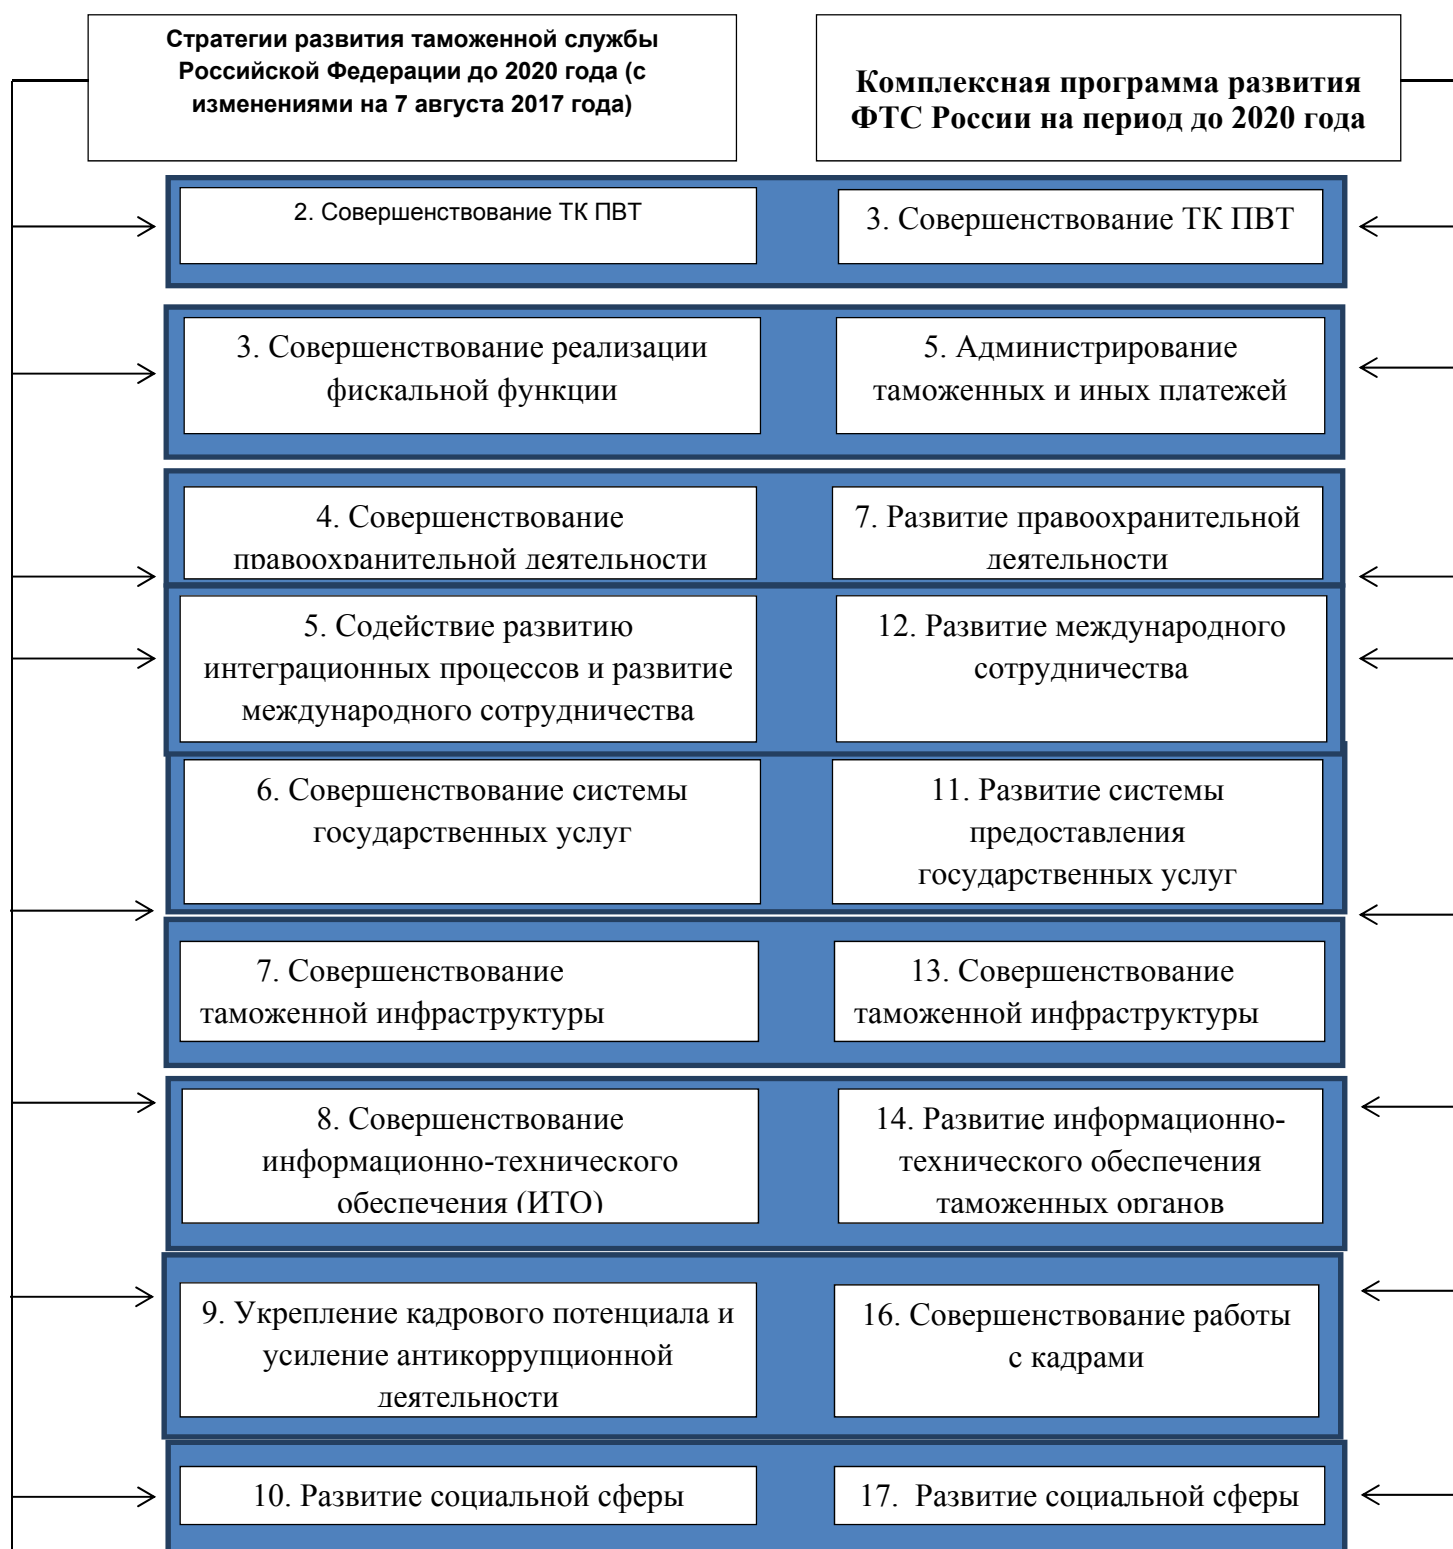 Стратегии развития таможенной службы
Российской Федерации до 2020 года (с
изменениями на 7 августа 2017 года)
Комплексная программа развития
ФТС России на период до 2020 года
2. Совершенствование ТК ПВТ
3. Совершенствование ТК ПВТ
3. Совершенствование реализации
фискальной функции
5. Администрирование
таможенных и иных платежей
4. Совершенствование
правоохранительной деятельности
7. Развитие правоохранительной
деятельности
5. Содействие развитию
интеграционных процессов и развитие
международного сотрудничества
12. Развитие международного
сотрудничества
6. Совершенствование системы
государственных услуг
11. Развитие системы
предоставления
государственных услуг
7. Совершенствование
таможенной инфраструктуры
13. Совершенствование
таможенной инфраструктуры
8. Совершенствование
информационно-технического
обеспечения (ИТО)
14. Развитие информационно-
технического обеспечения
таможенных органов
9. Укрепление кадрового потенциала и
усиление антикоррупционной
деятельности
16. Совершенствование работы
с кадрами
10. Развитие социальной сферы
17. Развитие социальной сферы